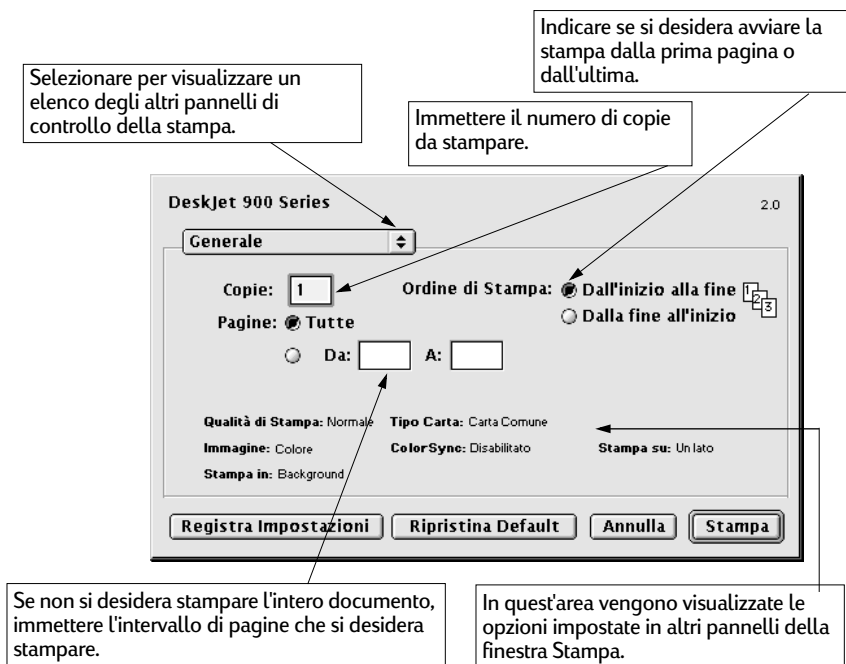 Indicare se si desidera avviare la
stampa dalla prima pagina o
dall'ultima.
Selezionare per visualizzare un
elenco degli altri pannelli di
controllo della stampa.
Immettere il numero di copie
da stampare.
DeskJet 900 Series
2.0
Generale
Copie: 1
Ordine di Stampa: Dall'inizio alla fine
Dalla fine all'inizio
1
2
3
Pagine: Tutte
Da: A:
Qualità di Stampa: Normale Tipo Carta: Carta Comune
Immagine: Colore ColorSync: Disabilitato Stampa su: Un lato
Stampa in: Background
Registra Impostazioni Ripristina Default Annulla Stampa
Se non si desidera stampare l'intero documento,
immettere l'intervallo di pagine che si desidera
stampare.
In quest'area vengono visualizzate le
opzioni impostate in altri pannelli della
finestra Stampa.